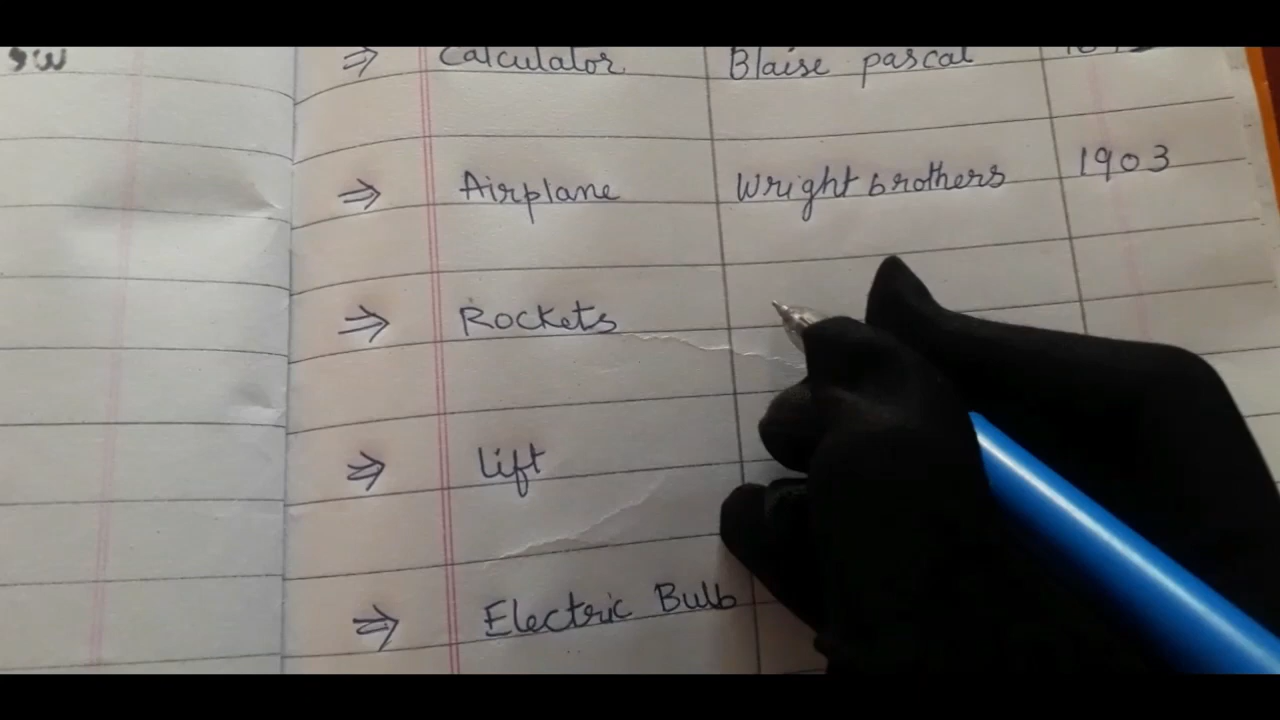 ⇒ Calculator Blaise pascal
⇒ Airplane Wright brothers 1903
⇒ Rockets
⇒ lift
⇒ Electric Bulb